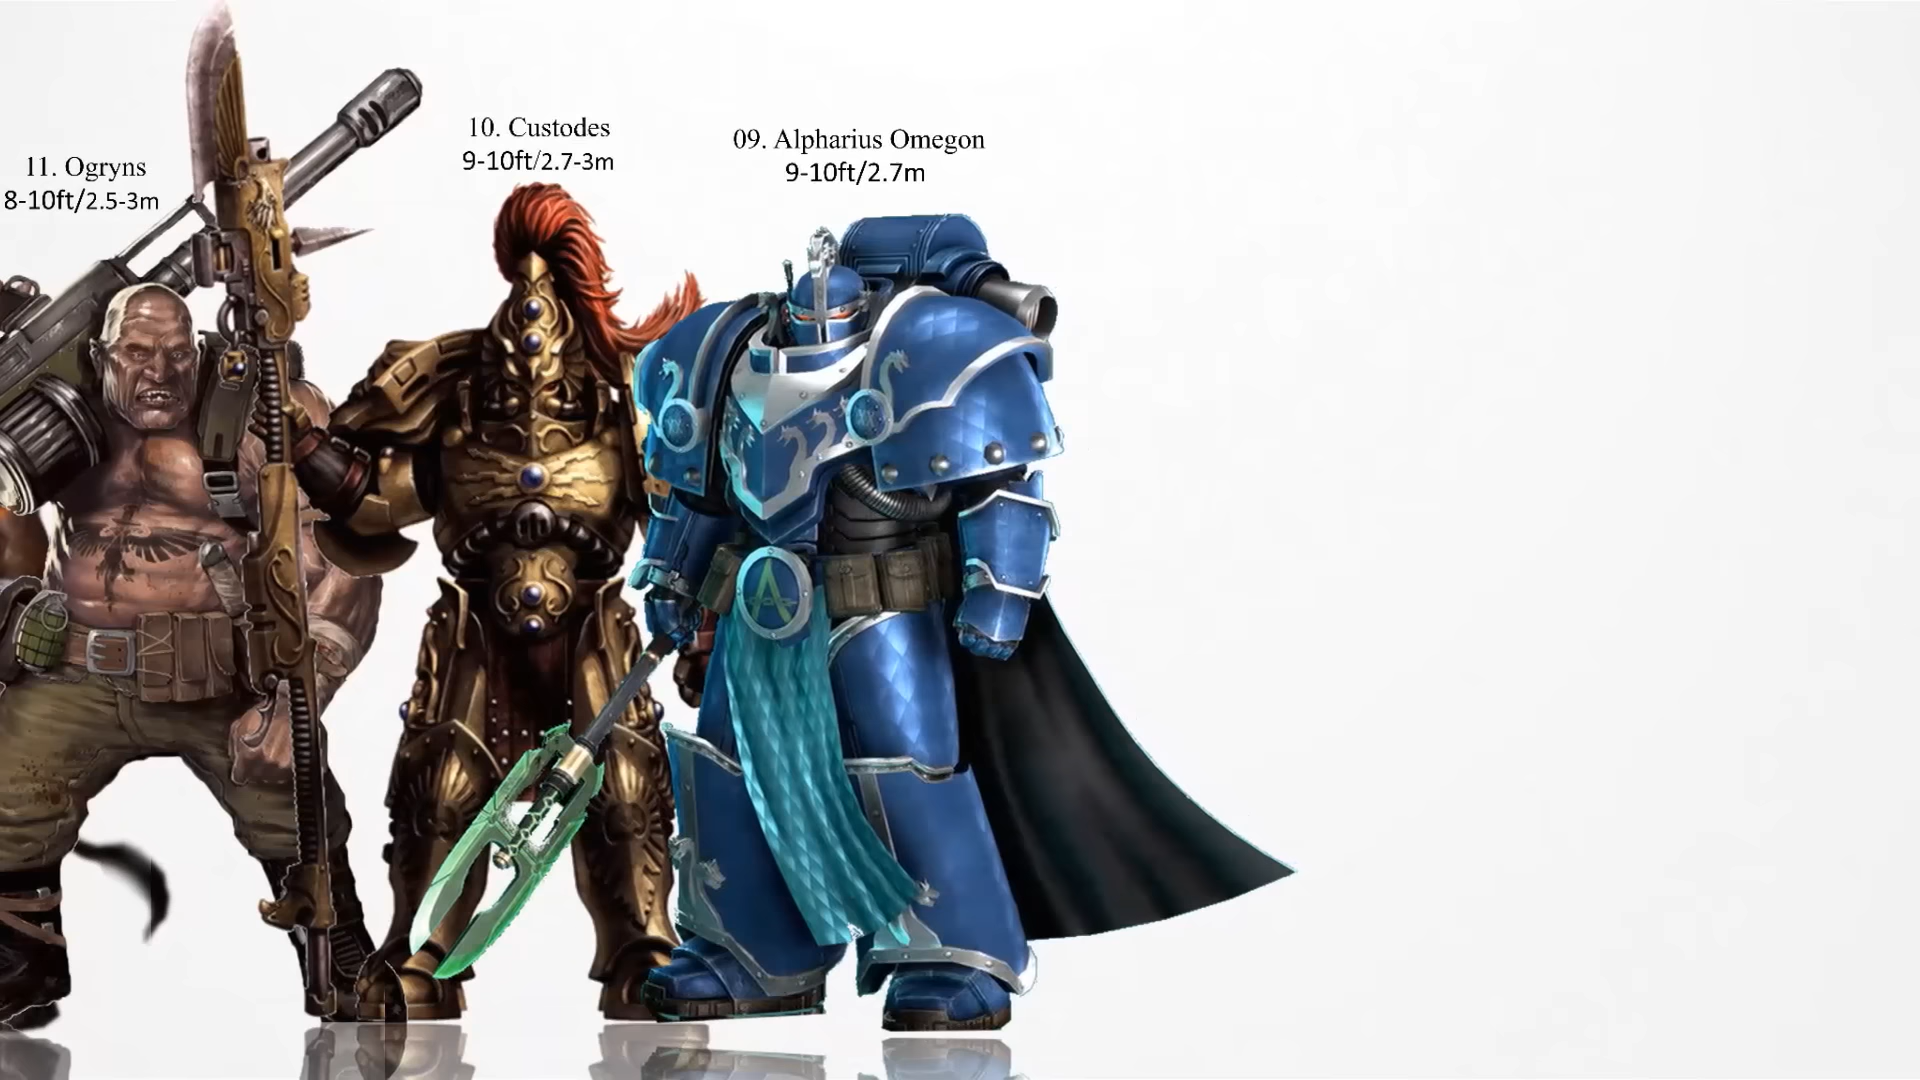 11. Ogryns
8-10ft/2.5-3m
10. Custodes
9-10ft/2.7-3m
09. Alpharius Omegon
9-10ft/2.7m